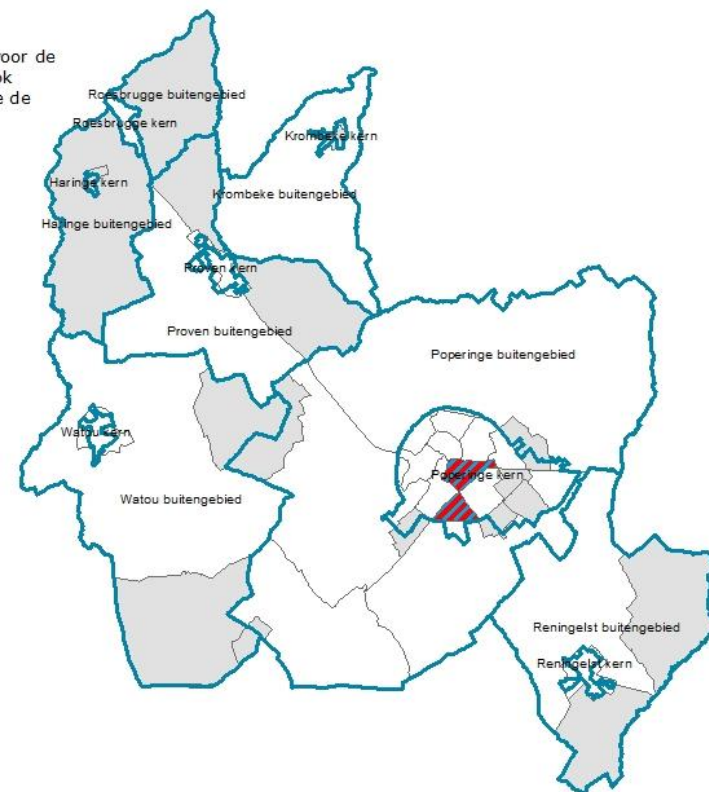 oor de
ok
e de
Roesbrugge buitengebied
Roesbrugge kern
Krombeke kern
Haringe kern
Krombeke buitengebied
Haringe buitengebied
Proven kern
Proven buitengebied
Poperinge buitengebied
Watou kern
Poperinge kern
Watou buitengebied
Reningelst buitengebied
Reningelst kern